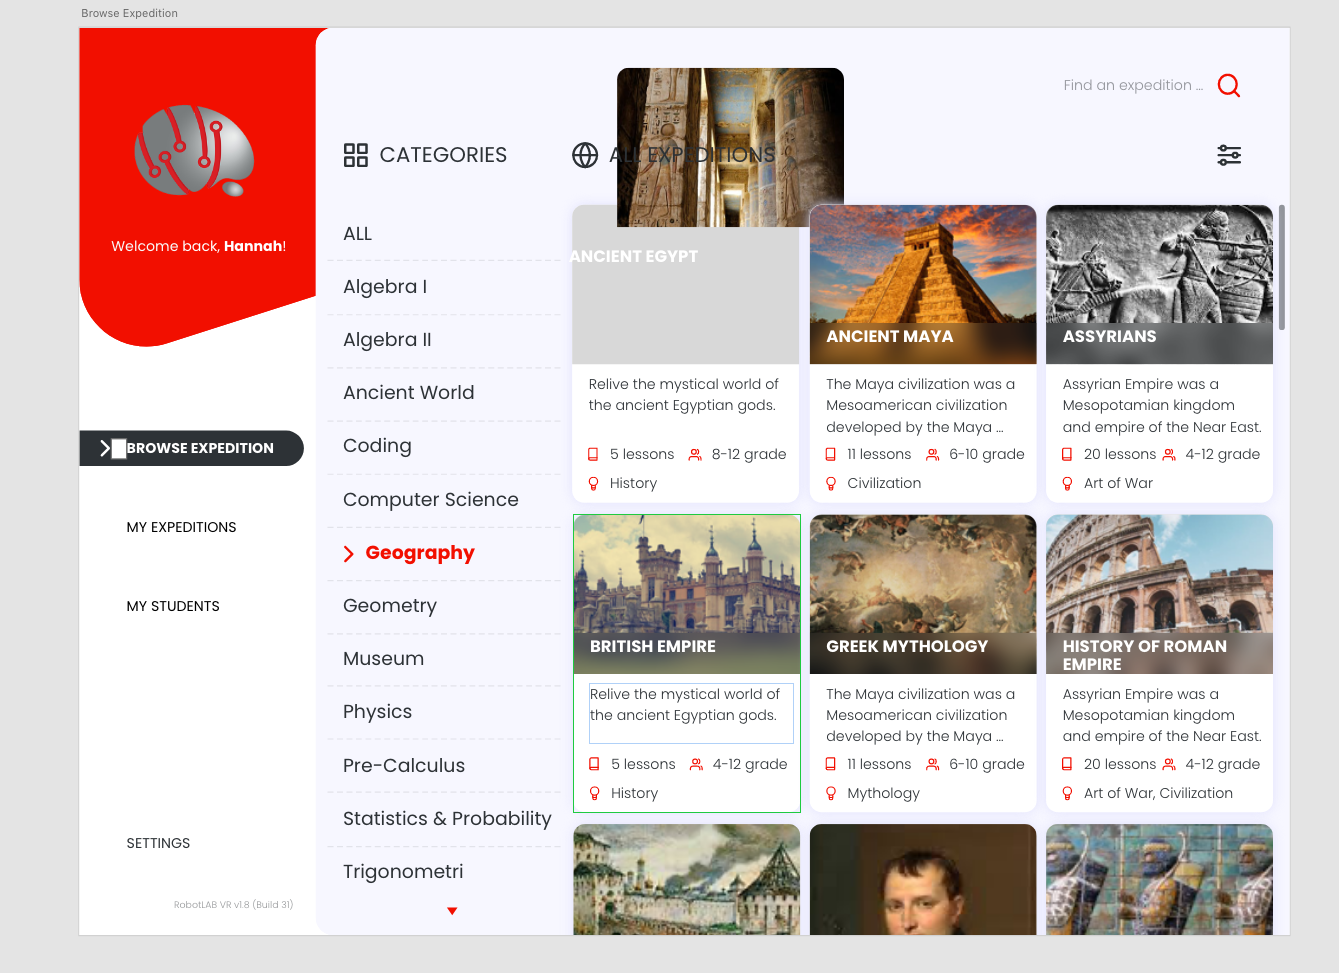 Browse Expedition
Find an expedition ...
CATEGORIES
ALL EXPEDITIONS
Welcome back, Hannah!
BROWSE EXPEDITION
MY EXPEDITIONS
MY STUDENTS
SETTINGS
RobotLAB VR v1.8 (Build 31)
ALL
Algebra I
Algebra II
Ancient World
Coding
Computer Science
Geography
Geometry
Museum
Physics
Pre-Calculus
Statistics & Probability
Trigonometri
ANCIENT EGYPT
Relive the mystical world of
the ancient Egyptian gods.
5 lessons
8-12 grade
History
ANCIENT MAYA
The Maya civilization was a
Mesoamerican civilization
developed by the Maya ...
11 lessons
6-10 grade
Civilization
ASSYRIANS
Assyrian Empire was a
Mesopotamian kingdom
and empire of the Near East.
20 lessons
4-12 grade
Art of War
BRITISH EMPIRE
Relive the mystical world of
the ancient Egyptian gods.
5 lessons
4-12 grade
History
GREEK MYTHOLOGY
The Maya civilization was a
Mesoamerican civilization
developed by the Maya ...
11 lessons
6-10 grade
Mythology
HISTORY OF ROMAN
EMPIRE
Assyrian Empire was a
Mesopotamian kingdom
and empire of the Near East.
20 lessons
4-12 grade
Art of War, Civilization